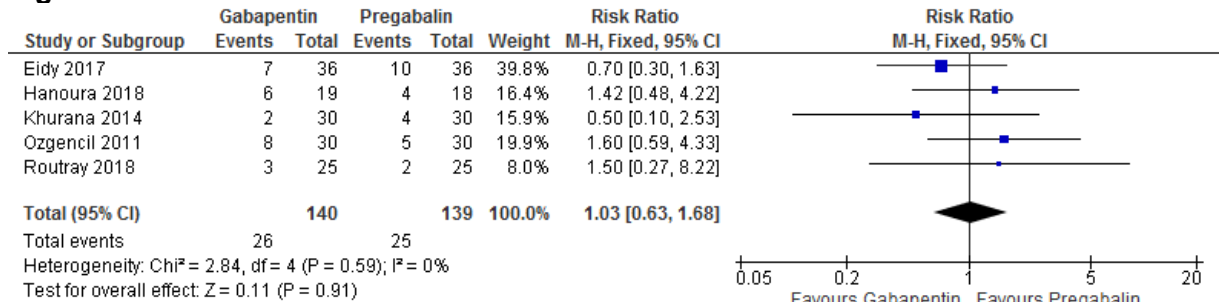 Gabapentin Pregabalin Risk Ratio Risk Ratio
Study or Subgroup Events Total Events Total Weight M-H, Fixed, 95% CI M-H, Fixed, 95% CI
Eidy 2017 7 36 10 36 39.8% 0.70 [0.30, 1.63]
Hanoura 2018 6 19 4 18 16.4% 1.42 [0.48, 4.22]
Khurana 2014 2 30 4 30 15.9% 0.50 [0.10, 2.53]
Ozgencil 2011 8 30 5 30 19.9% 1.60 [0.59, 4.33]
Routray 2018 3 25 2 25 8.0% 1.50 [0.27, 8.22]
Total (95% CI) 140 139 100.0% 1.03 [0.63, 1.68]
Total events 26 25
Heterogeneity: Chi² = 2.84, df = 4 (P = 0.59); I² = 0%
Test for overall effect: Z = 0.11 (P = 0.91)
0.05 0.2 1 5 20
Favours Gabapentin Favours Pregabalin